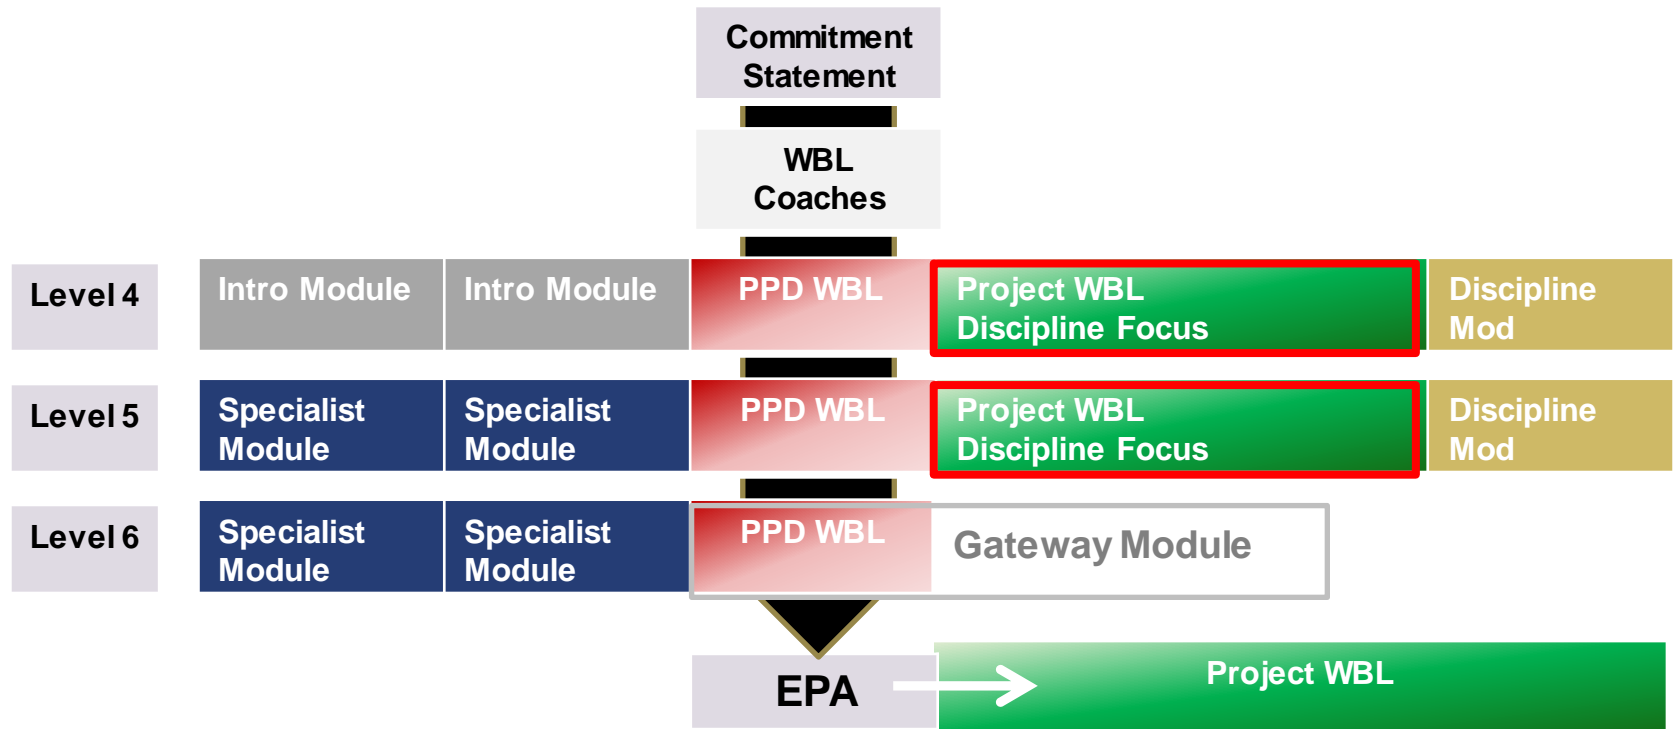 Commitment
Statement
WBL
Coaches
Level 4
Intro Module
Intro Module
PPD WBL
Project WBL
Discipline Focus
Discipline
Mod
Level 5
Specialist
Module
Specialist
Module
PPD WBL
Project WBL
Discipline Focus
Discipline
Mod
Level 6
Specialist
Module
Specialist
Module
PPD WBL
Gateway Module
EPA
Project WBL